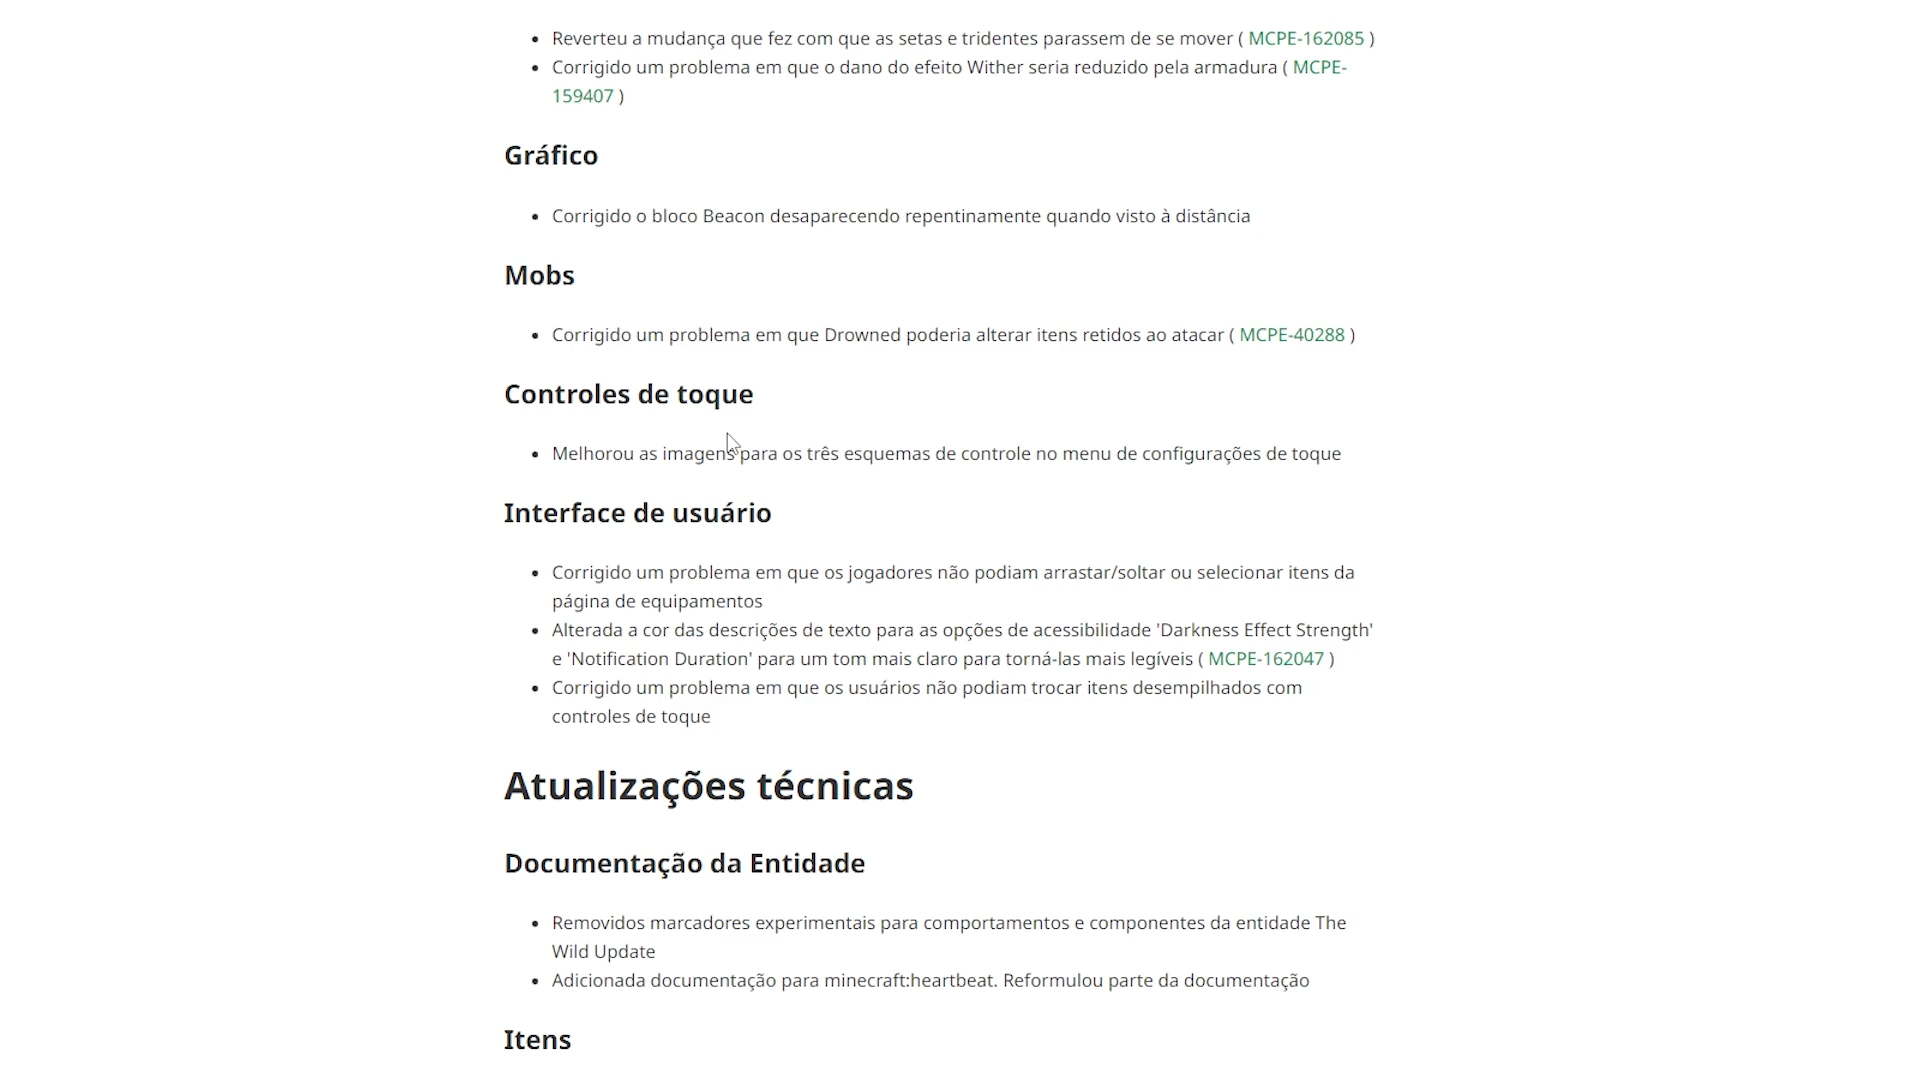 Reverteu a mudança que fez com que as setas e tridentes parassem de se mover ( MCPE-162085 )
Corrigido um problema em que o dano do efeito Wither seria reduzido pela armadura ( MCPE-
159407 )
Gráfico
Corrigido o bloco Beacon desaparecendo repentinamente quando visto à distância
Mobs
Corrigido um problema em que Drowned poderia alterar itens retidos ao atacar ( MCPE-40288 )
Controles de toque
Melhorou as imagens para os três esquemas de controle no menu de configurações de toque
Interface de usuário
Corrigido um problema em que os jogadores não podiam arrastar/soltar ou selecionar itens da
página de equipamentos
Alterada a cor das descrições de texto para as opções de acessibilidade 'Darkness Effect Strength'
e 'Notification Duration' para um tom mais claro para torná-las mais legíveis ( MCPE-162047 )
Corrigido um problema em que os usuários não podiam trocar itens desempilhados com
controles de toque
Atualizações técnicas
Documentação da Entidade
Removidos marcadores experimentais para comportamentos e componentes da entidade The
Wild Update
Adicionada documentação para minecraft:heartbeat. Reformulou parte da documentação
Itens